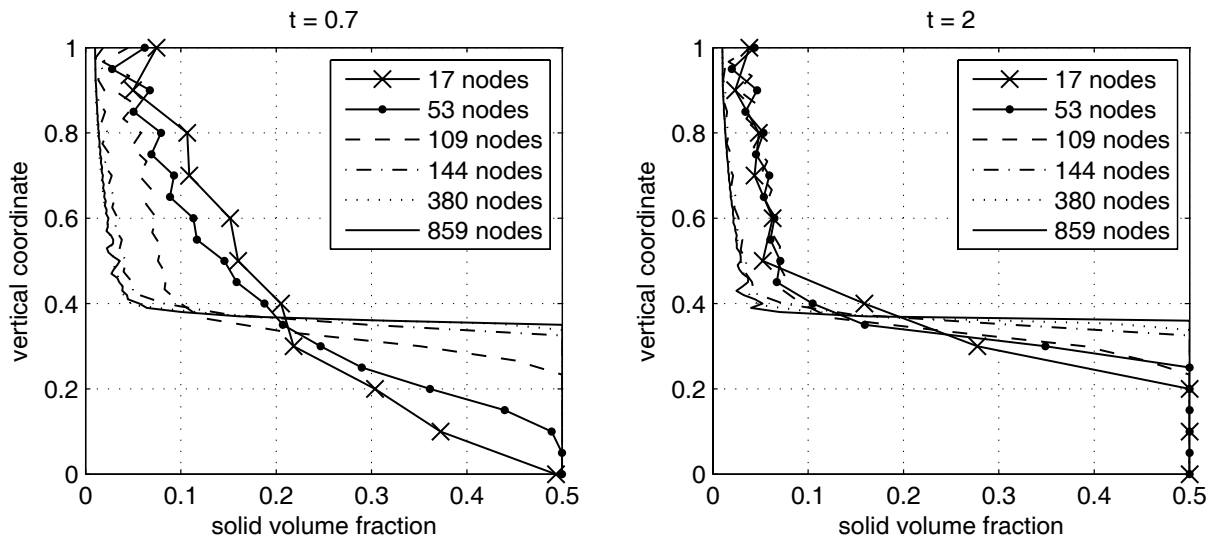 t = 0.7
1
0.8
0.6
0.4
0.2
0
vertical coordinate
17 nodes
53 nodes
109 nodes
144 nodes
380 nodes
859 nodes
0
0.1
0.2
0.3
0.4
0.5
solid volume fraction
t = 2
1
0.8
0.6
0.4
0.2
0
vertical coordinate
17 nodes
53 nodes
109 nodes
144 nodes
380 nodes
859 nodes
0
0.1
0.2
0.3
0.4
0.5
solid volume fraction